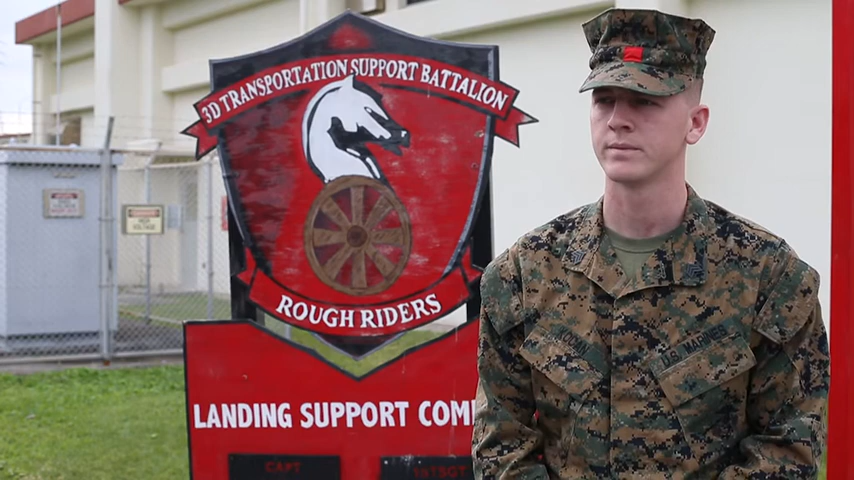 3D TRANSPORTATION SUPPORT BATTALION
ROUGH RIDERS
LANDING SUPPORT COM
CAPT
1STSGT
U.S. MARINES